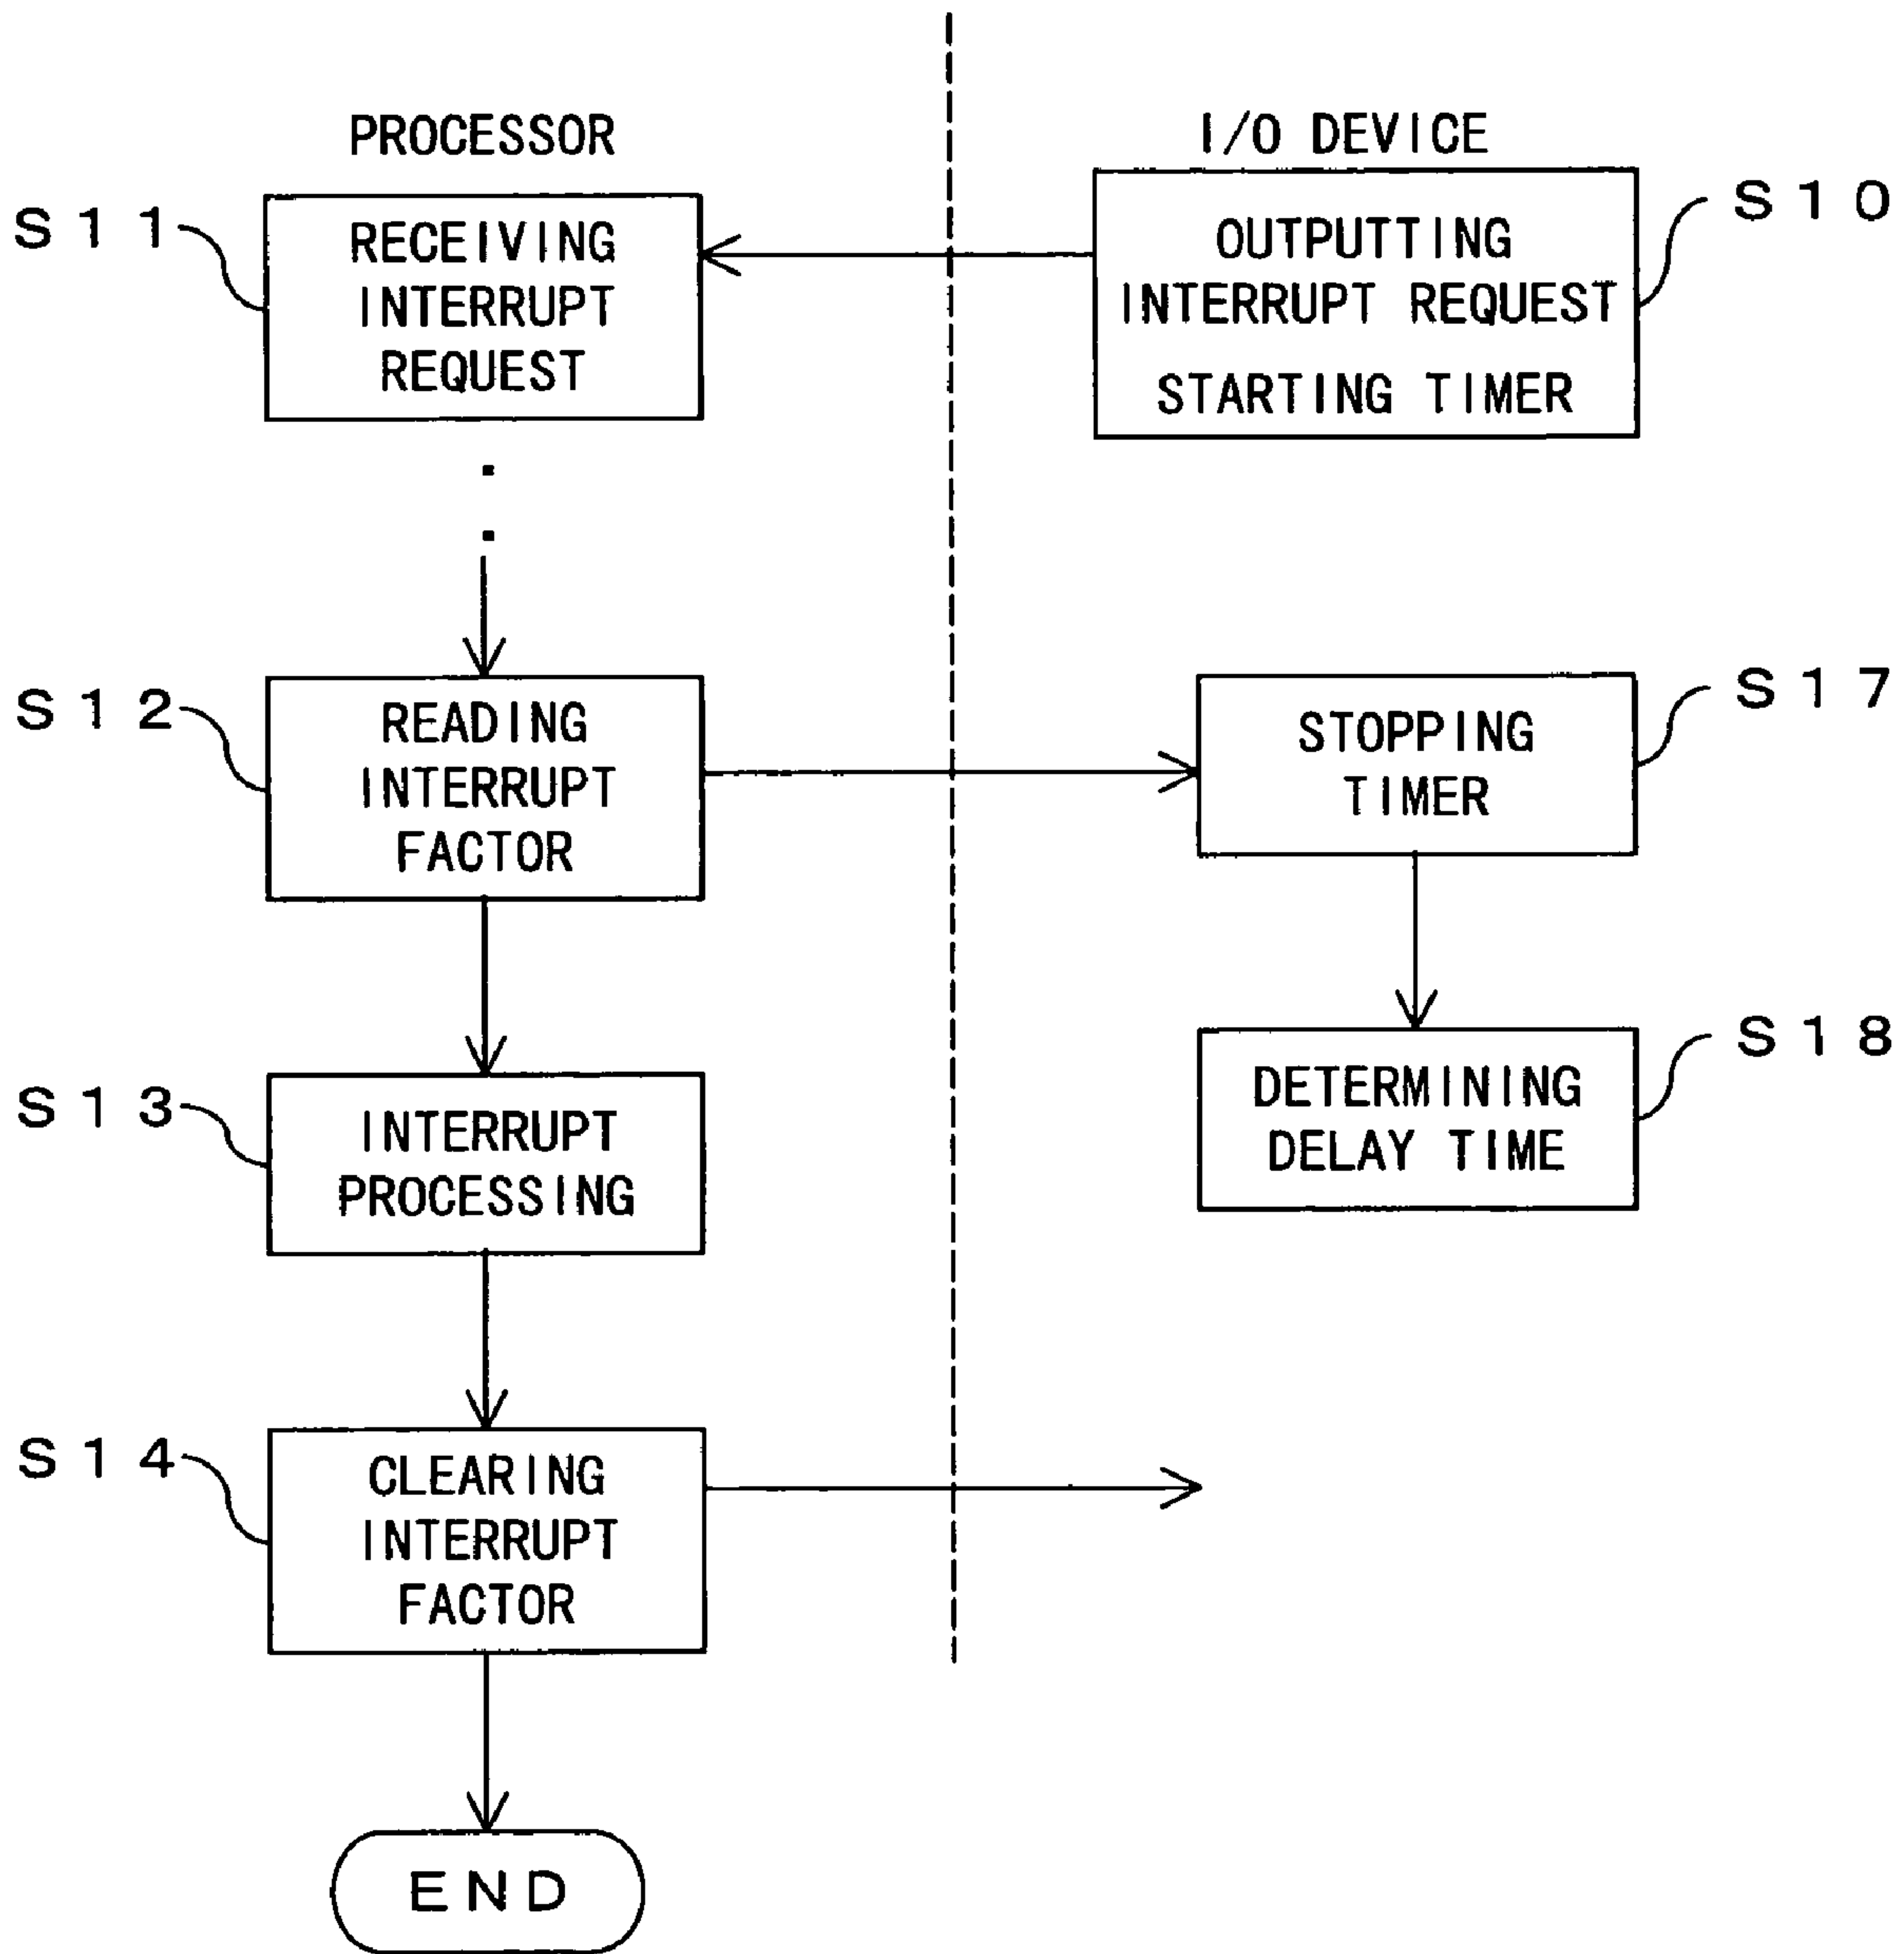 PROCESSOR
I/O DEVICE
S11
RECEIVING
INTERRUPT
REQUEST
OUTPUTTING
INTERRUPT REQUEST
STARTING TIMER
S10
S12
READING
INTERRUPT
FACTOR
STOPPING
TIMER
S17
S13
INTERRUPT
PROCESSING
DETERMINING
DELAY TIME
S18
S14
CLEARING
INTERRUPT
FACTOR
END